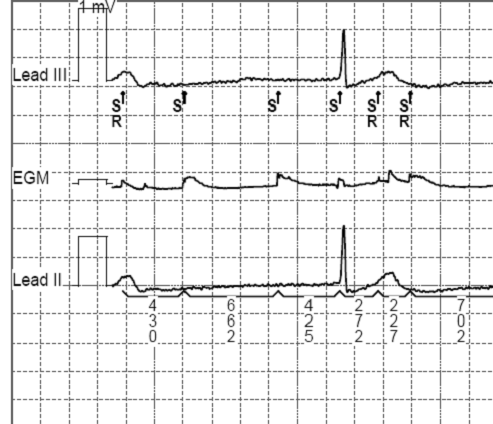 1 mV
Lead III
S S S S S S
R R R
EGM
Lead II
430 662 425 272 227 702